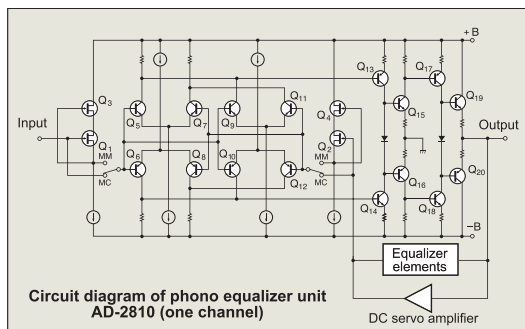 +B
Q13
Q17
Q3
Q11
Q4
Q19
Q5
Q7
Q9
Q15
Input
Output
Q1
Q2
MM
Q6
Q8
Q10
MM
Q16
Q20
MC
Q12
MC
Q14
Q18
−B
Equalizer
elements
Circuit diagram of phono equalizer unit
AD-2810 (one channel)
DC servo amplifier